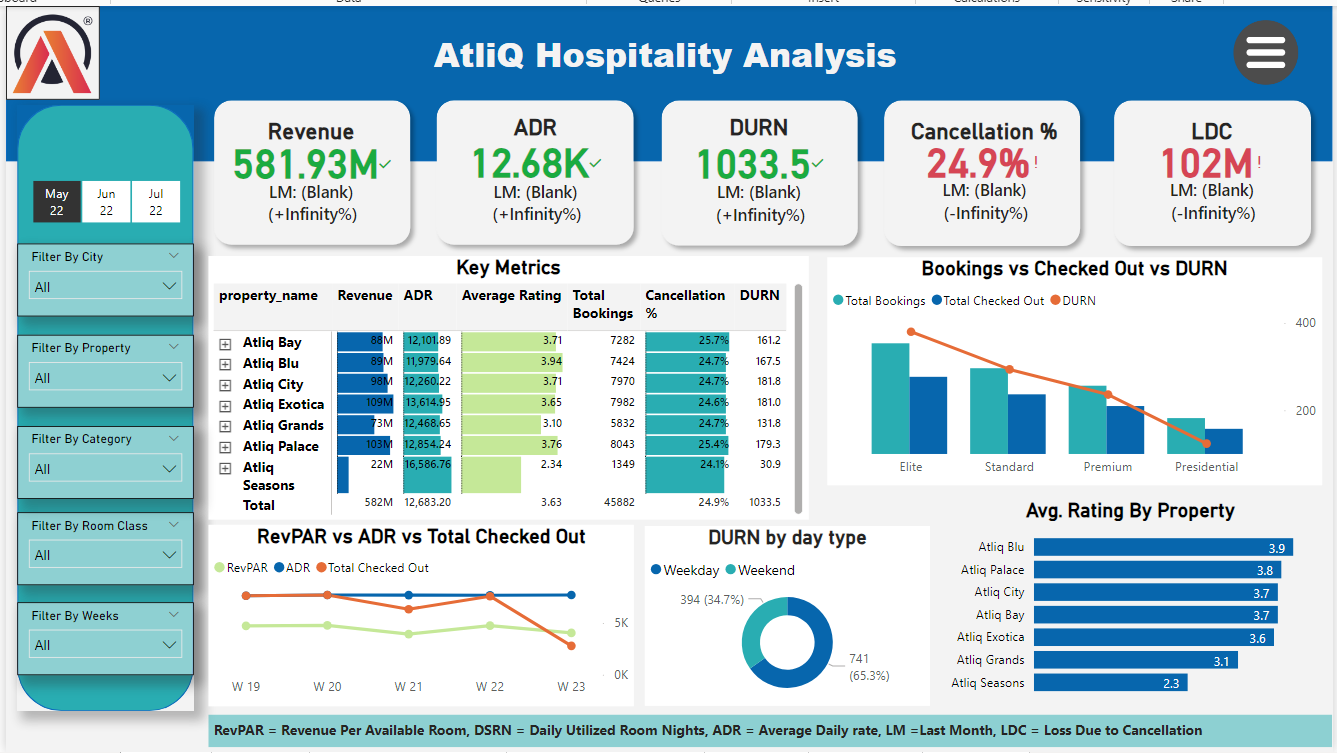 Data
Queries
Insert
Calculations
Sensitivity
Share
®
AtliQ Hospitality Analysis
Revenue
581.93M
LM: (Blank)
(+Infinity%)
ADR
12.68K
LM: (Blank)
(+Infinity%)
DURN
1033.5
LM: (Blank)
(+Infinity%)
Cancellation %
24.9%!
LM: (Blank)
(-Infinity%)
LDC
102M!
LM: (Blank)
(-Infinity%)
May
22
Jun
22
Jul
22
Filter By City
All
Filter By Property
All
Filter By Category
All
Filter By Room Class
All
Filter By Weeks
All
Key Metrics
property_name Revenue ADR Average Rating Total Bookings Cancellation % DURN
Atliq Bay 88M 12,101.89 3.71 7282 25.7% 161.2
Atliq Blu 89M 11,979.64 3.94 7424 24.7% 167.5
Atliq City 98M 12,260.22 3.71 7970 24.7% 181.8
Atliq Exotica 109M 13,614.95 3.65 7982 24.6% 181.0
Atliq Grands 73M 12,468.65 3.10 5832 24.7% 131.8
Atliq Palace 103M 12,854.24 3.76 8043 25.4% 179.3
Atliq Seasons 22M 16,586.76 2.34 1349 24.1% 30.9
Total 582M 12,683.20 3.63 45882 24.9% 1033.5
Bookings vs Checked Out vs DURN
Total Bookings Total Checked Out DURN
400
200
Elite Standard Premium Presidential
RevPAR vs ADR vs Total Checked Out
RevPAR ADR Total Checked Out
5K
0K
W 19 W 20 W 21 W 22 W 23
DURN by day type
Weekday Weekend
394 (34.7%)
741
(65.3%)
Avg. Rating By Property
Atliq Blu 3.9
Atliq Palace 3.8
Atliq City 3.7
Atliq Bay 3.7
Atliq Exotica 3.6
Atliq Grands 3.1
Atliq Seasons 2.3
RevPAR = Revenue Per Available Room, DSRN = Daily Utilized Room Nights, ADR = Average Daily rate, LM =Last Month, LDC = Loss Due to Cancellation